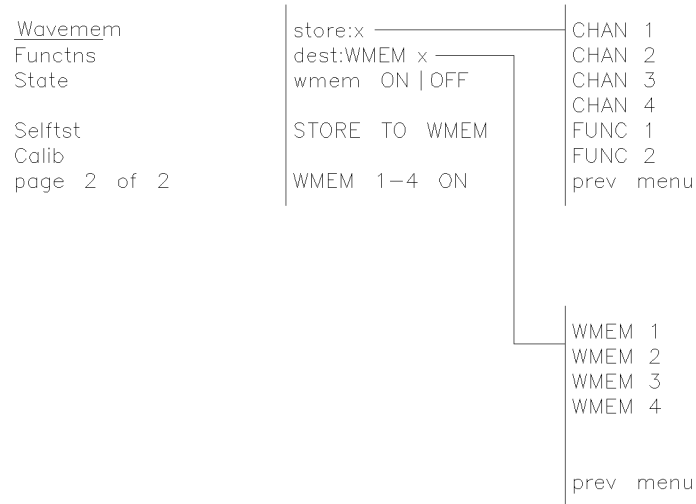 Wavemem
Functns
State
Selftst
Calib
page 2 of 2
store:x
dest:WMEM x
wmem ON|OFF
STORE TO WMEM
WMEM 1-4 ON
CHAN 1
CHAN 2
CHAN 3
CHAN 4
FUNC 1
FUNC 2
prev menu
WMEM 1
WMEM 2
WMEM 3
WMEM 4
prev menu